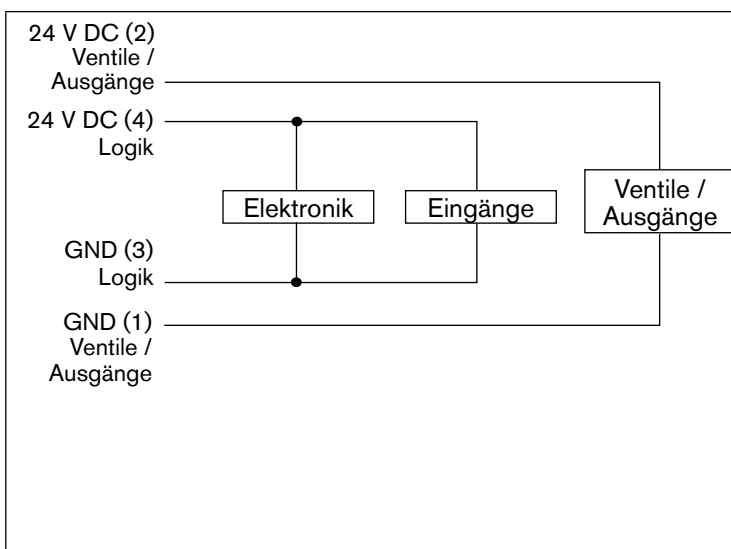 24 V DC (2)
Ventile /
Ausgänge
24 V DC (4)
Logik
Elektronik
Eingänge
Ventile /
Ausgänge
GND (3)
Logik
GND (1)
Ventile /
Ausgänge